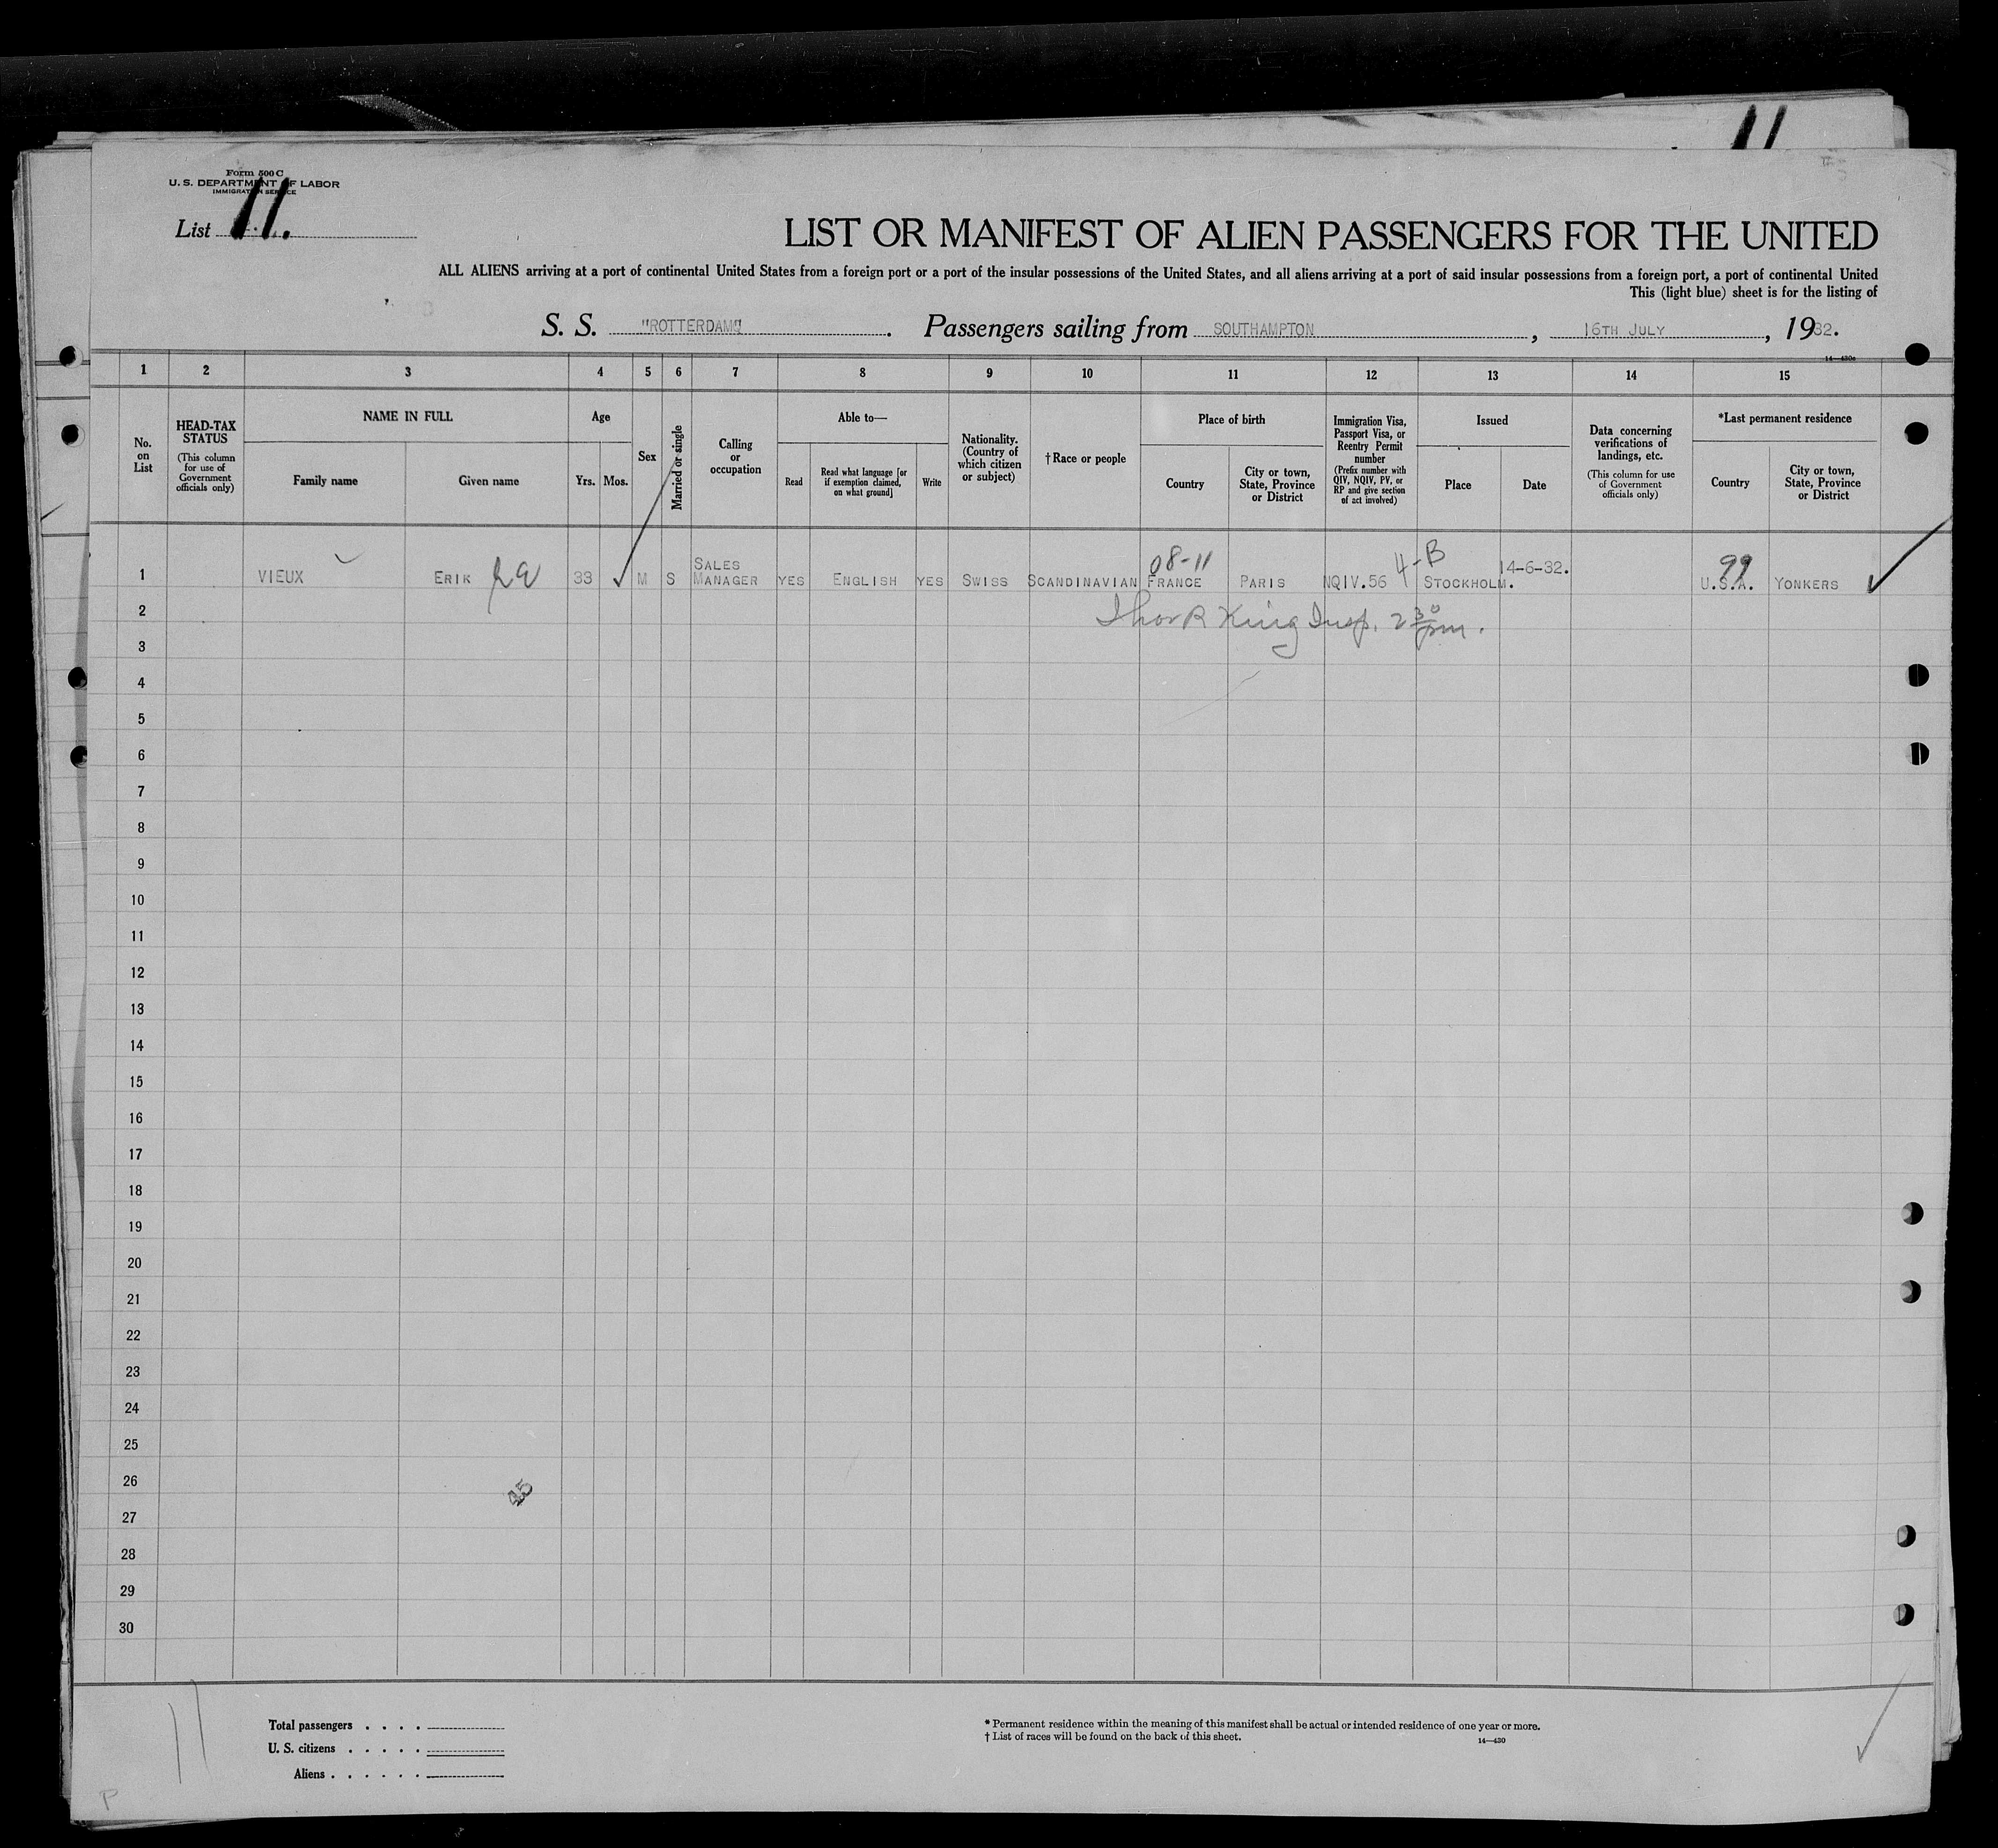 11
Form 500 C
U. S. DEPARTMENT OF LABOR
IMMIGRATION SERVICE
List 11.
LIST OR MANIFEST OF ALIEN PASSENGERS FOR THE UNITED
ALL ALIENS arriving at a port of continental United States from a foreign port or a port of the insular possessions of the United States, and all aliens arriving at a port of said insular possessions from a foreign port, a port of continental United
This (light blue) sheet is for the listing of
S. S. "ROTTERDAM" . Passengers sailing from SOUTHAMPTON , 16TH JULY , 1932.
14—430c
1 2 3 4 5 6 7 8 9 10 11 12 13 14 15
No. on List
HEAD-TAX STATUS (This column for use of Government officials only)
NAME IN FULL
Family name
Given name
Age
Yrs. Mos.
Sex
Married or single
Calling or occupation
Able to—
Read
Read what language [or if exemption claimed, on what ground]
Write
Nationality. (Country of which citizen or subject)
†Race or people
Place of birth
Country
City or town, State, Province or District
Immigration Visa, Passport Visa, or Reentry Permit number (Prefix number with QIV, NQIV, PV, or RP and give section of act involved)
Issued
Place
Date
Data concerning verifications of landings, etc. (This column for use of Government officials only)
*Last permanent residence
Country
City or town, State, Province or District
08-11 4-B 99
1 VIEUX ERIK 33 M S SALES MANAGER YES ENGLISH YES SWISS SCANDINAVIAN FRANCE PARIS NQIV.56 STOCKHOLM. 14-6-32. U.S.A. YONKERS
2 Thor R King Insp. 2 30 pm.
3
4
5
6
7
8
9
10
11
12
13
14
15
16
17
18
19
20
21
22
23
24
25
26
45
27
28
29
30
11
Total passengers . . . .
U. S. citizens . . . . .
Aliens . . . . . .
* Permanent residence within the meaning of this manifest shall be actual or intended residence of one year or more.
† List of races will be found on the back of this sheet.
14—430
P